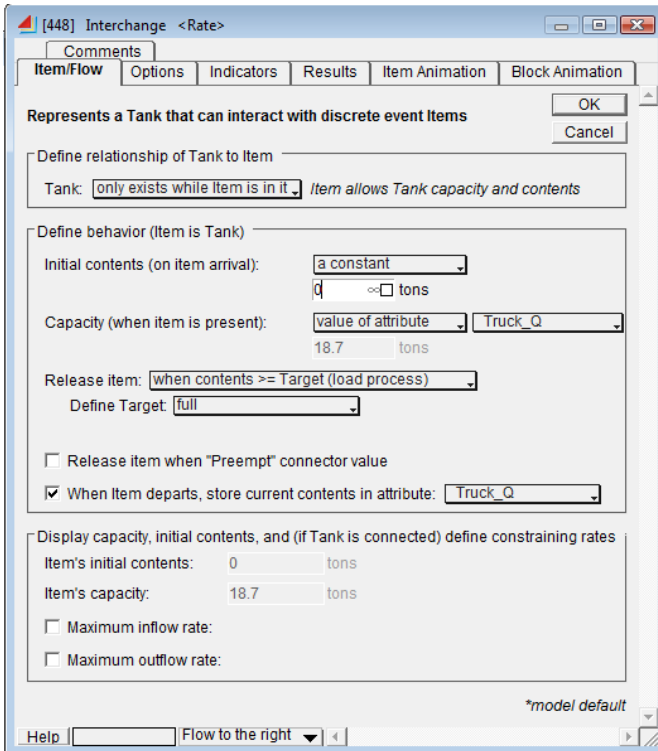 [448] Interchange <Rate>
Comments
Item/Flow Options Indicators Results Item Animation Block Animation
OK
Represents a Tank that can interact with discrete event Items
Cancel
Define relationship of Tank to Item
Tank: only exists while Item is in it Item allows Tank capacity and contents
Define behavior (Item is Tank)
Initial contents (on item arrival): a constant
0 ∞ tons
Capacity (when item is present): value of attribute Truck_Q
18.7 tons
Release item: when contents >= Target (load process)
Define Target: full
Release item when "Preempt" connector value
When Item departs, store current contents in attribute: Truck_Q
Display capacity, initial contents, and (if Tank is connected) define constraining rates
Item's initial contents: 0 tons
Item's capacity: 18.7 tons
Maximum inflow rate:
Maximum outflow rate:
*model default
Help Flow to the right